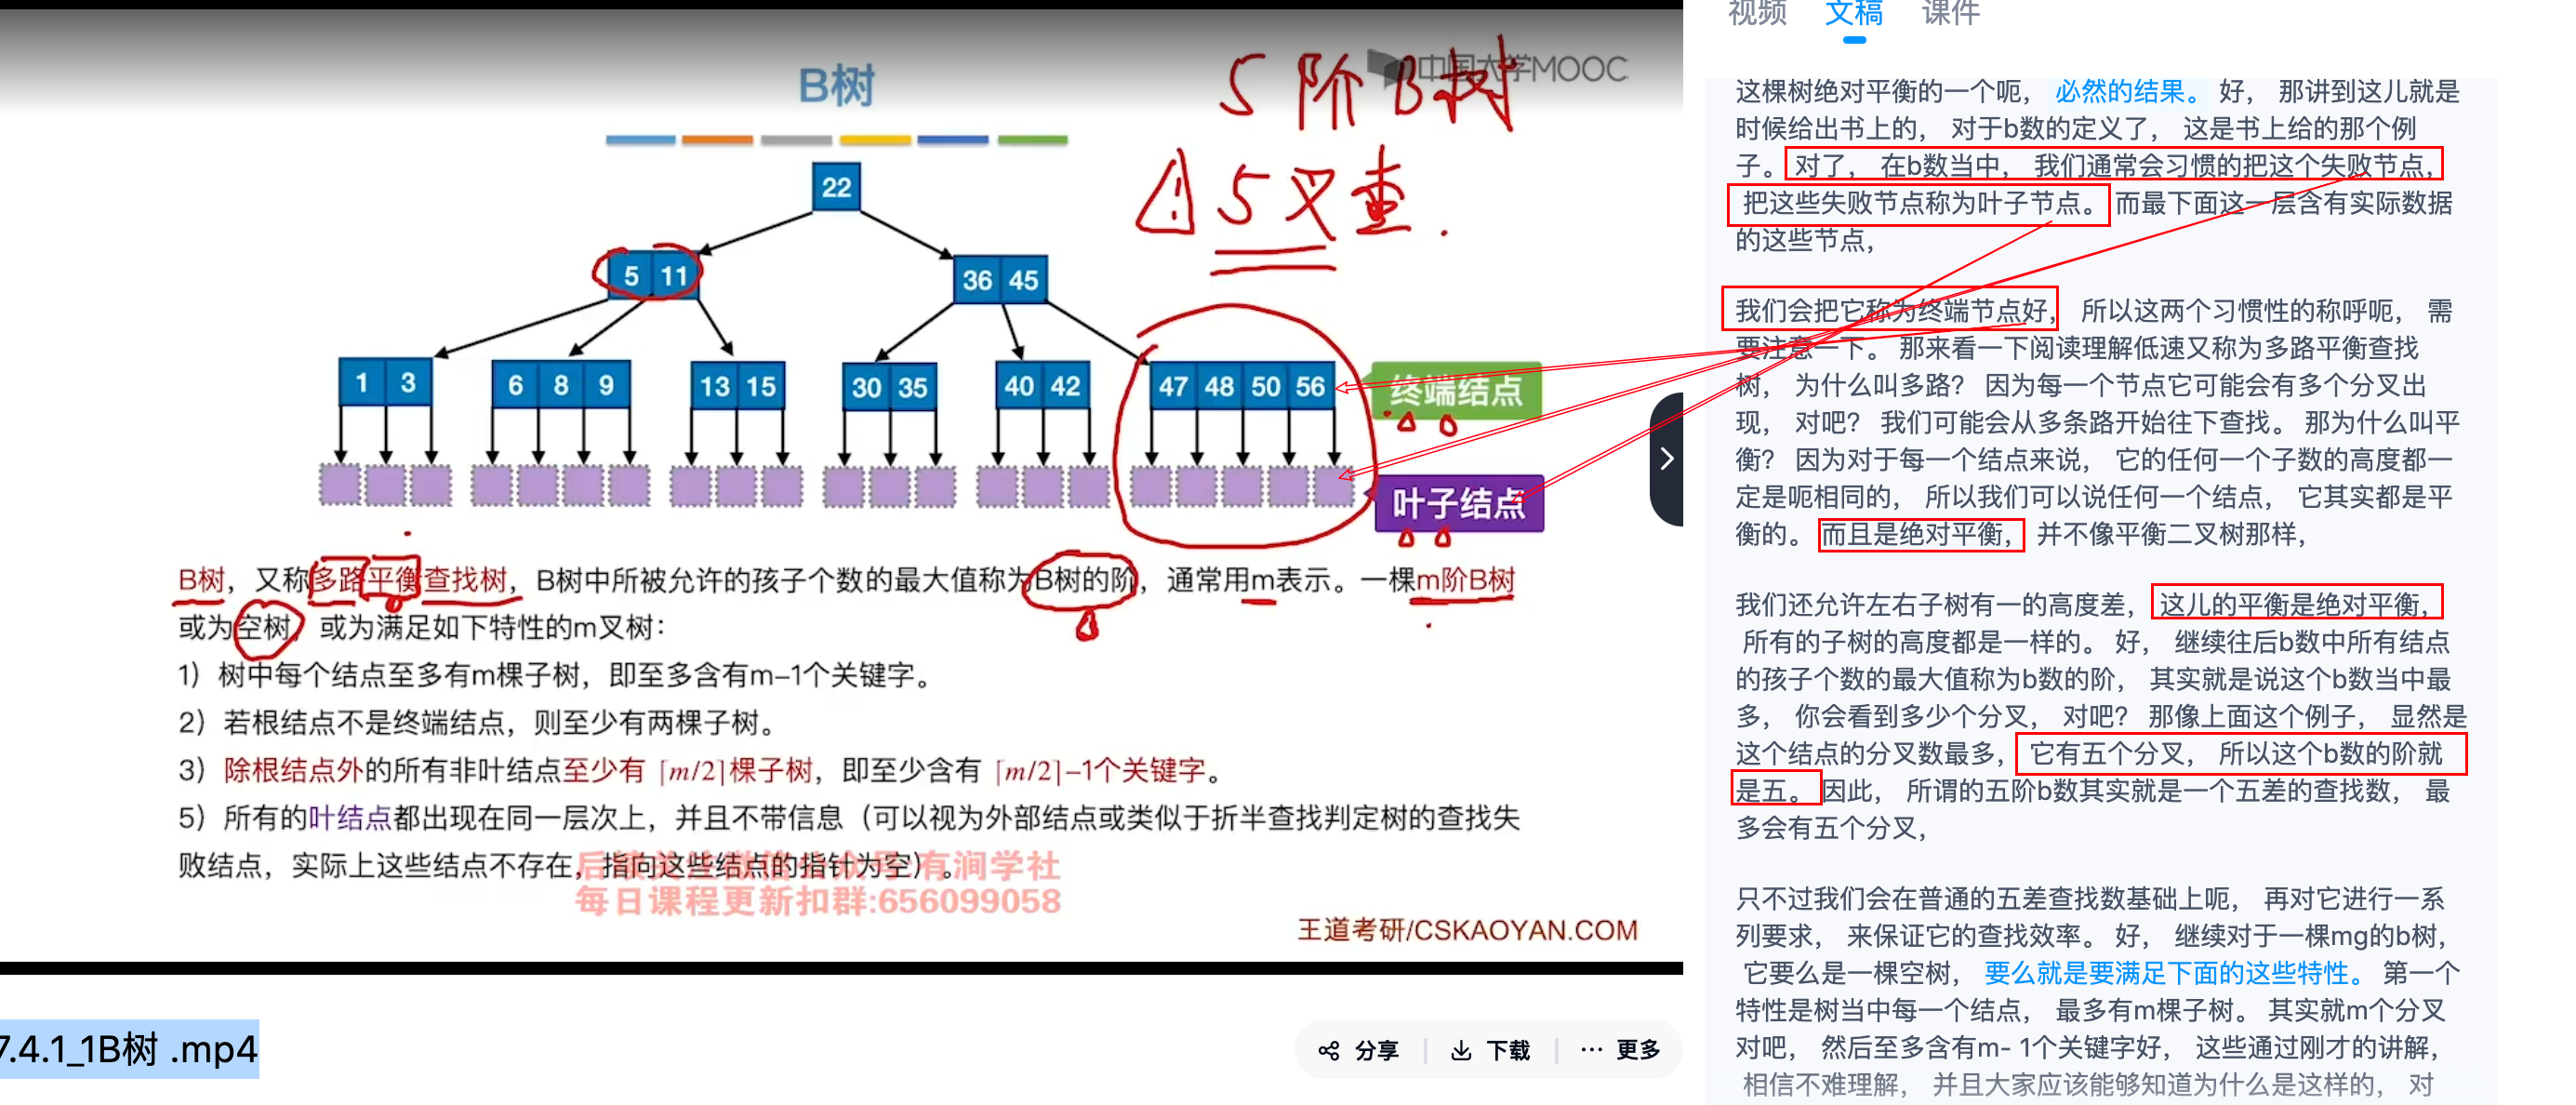 B树
中国大学MOOC
5阶B树
5叉查
22
5 11
36 45
1 3
6 8 9
13 15
30 35
40 42
47 48 50 56
终端结点
叶子结点
B树，又称多路平衡查找树，B树中所被允许的孩子个数的最大值称为B树的阶，通常用m表示。一棵m阶B树
或为空树，或为满足如下特性的m叉树：
1）树中每个结点至多有m棵子树，即至多含有m-1个关键字。
2）若根结点不是终端结点，则至少有两棵子树。
3）除根结点外的所有非叶结点至少有 ⌈m/2⌉棵子树，即至少含有 ⌈m/2⌉-1个关键字。
5）所有的叶结点都出现在同一层次上，并且不带信息（可以视为外部结点或类似于折半查找判定树的查找失
败结点，实际上这些结点不存在，指向这些结点的指针为空）。
每日课程更新扣群:656099058
王道考研/CSKAOYAN.COM
7.4.1_1B树 .mp4
分享
下载
更多
视频 文稿 课件
这棵树绝对平衡的一个呃， 必然的结果。 好， 那讲到这儿就是
时候给出书上的， 对于b数的定义了， 这是书上给的那个例
子。 对了， 在b数当中， 我们通常会习惯的把这个失败节点，
把这些失败节点称为叶子节点。 而最下面这一层含有实际数据
的这些节点，
我们会把它称为终端节点好， 所以这两个习惯性的称呼呃， 需
要注意一下。 那来看一下阅读理解低速又称为多路平衡查找
树， 为什么叫多路？ 因为每一个节点它可能会有多个分叉出
现， 对吧？ 我们可能会从多条路开始往下查找。 那为什么叫平
衡？ 因为对于每一个结点来说， 它的任何一个子数的高度都一
定是呃相同的， 所以我们可以说任何一个结点， 它其实都是平
衡的。 而且是绝对平衡， 并不像平衡二叉树那样，
我们还允许左右子树有一的高度差， 这儿的平衡是绝对平衡，
所有的子树的高度都是一样的。 好， 继续往后b数中所有结点
的孩子个数的最大值称为b数的阶， 其实就是说这个b数当中最
多， 你会看到多少个分叉， 对吧？ 那像上面这个例子， 显然是
这个结点的分叉数最多， 它有五个分叉， 所以这个b数的阶就
是五。 因此， 所谓的五阶b数其实就是一个五差的查找数， 最
多会有五个分叉，
只不过我们会在普通的五差查找数基础上呃， 再对它进行一系
列要求， 来保证它的查找效率。 好， 继续对于一棵mg的b树，
它要么是一棵空树， 要么就是要满足下面的这些特性。 第一个
特性是树当中每一个结点， 最多有m棵子树。 其实就m个分叉
对吧， 然后至多含有m- 1个关键字好， 这些通过刚才的讲解，
相信不难理解， 并且大家应该能够知道为什么是这样的， 对